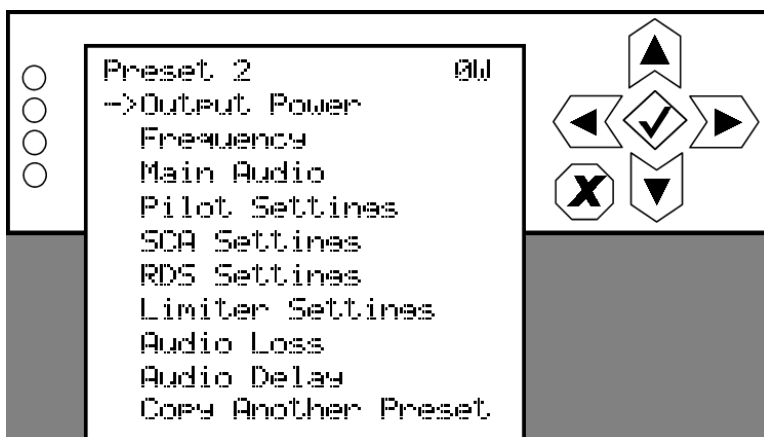 Preset 2 0W
->Output Power
Frequency
Main Audio
Pilot Settings
SCA Settings
RDS Settings
Limiter Settings
Audio Loss
Audio Delay
Copy Another Preset